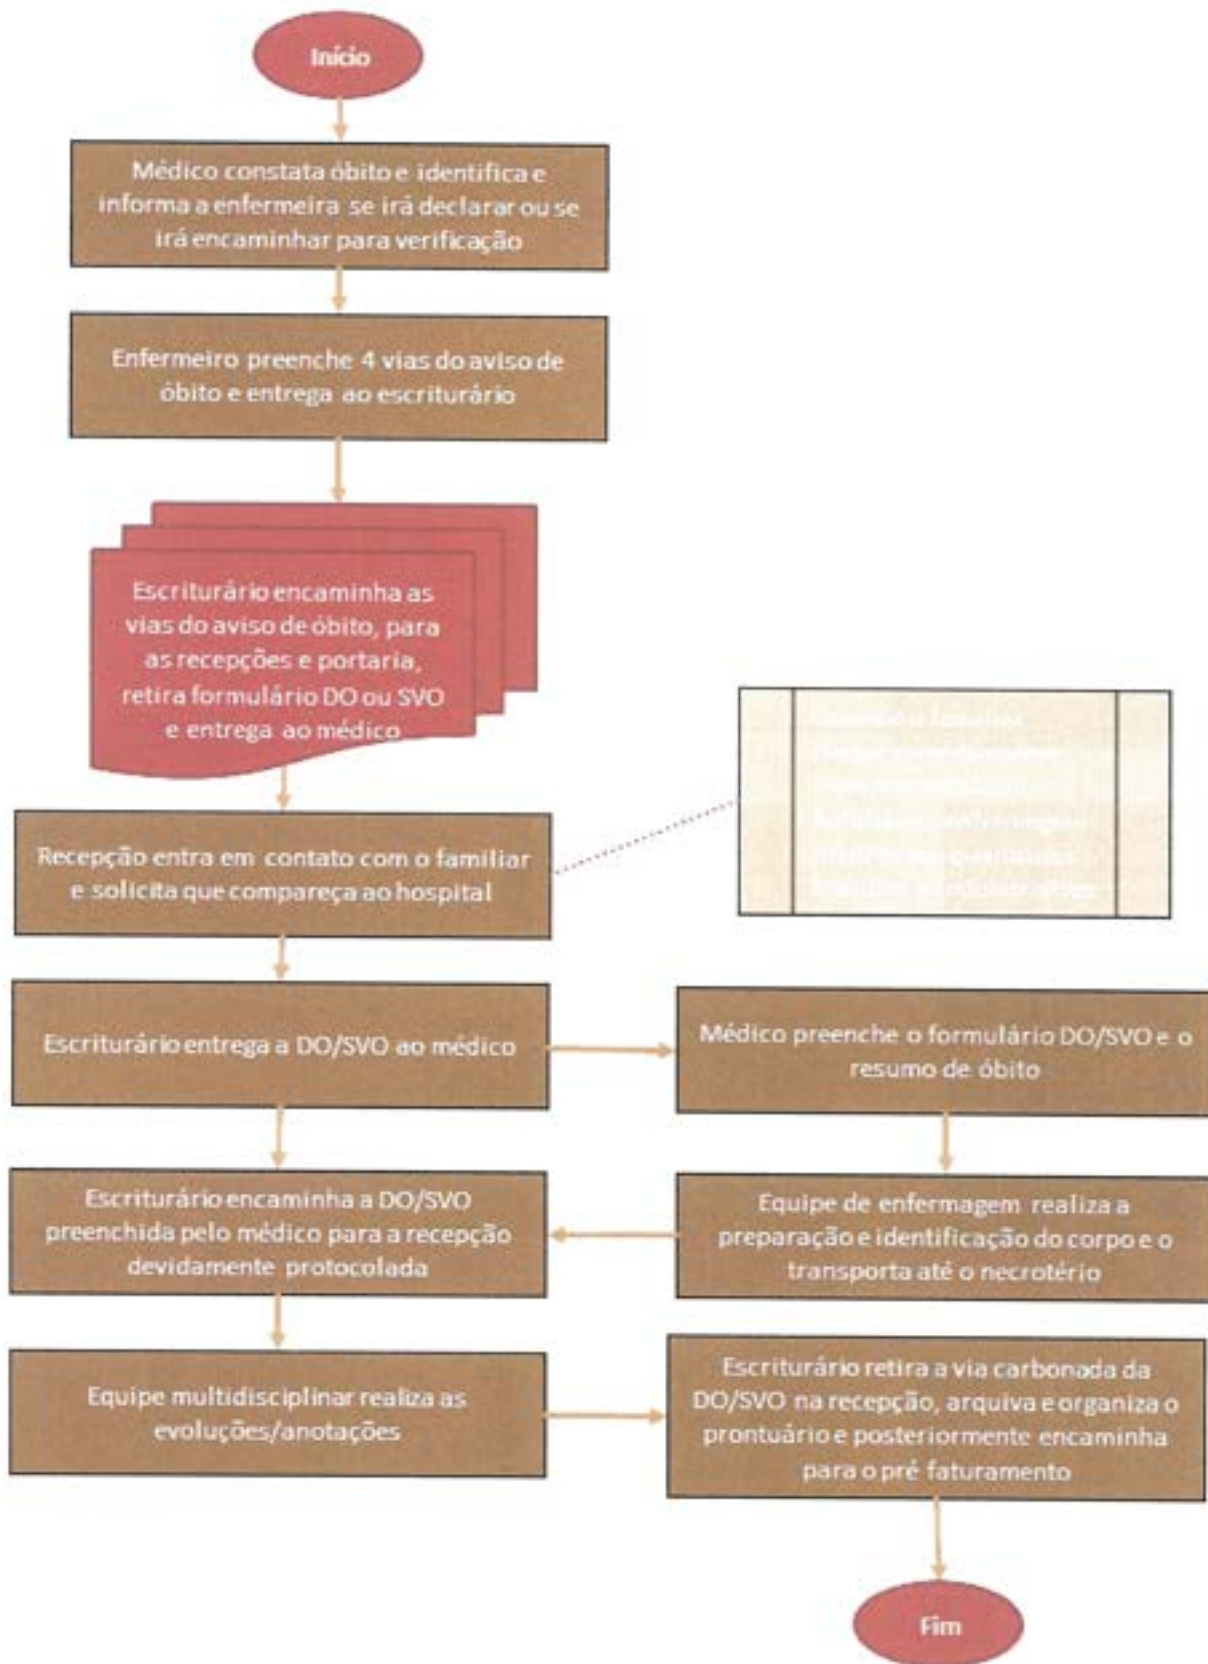 Início
Médico constata óbito e identifica e
informa a enfermeira se irá declarar ou se
irá encaminhar para verificação
Enfermeiro preenche 4 vias do aviso de
óbito e entrega ao escriturário
Escriturário encaminha as
vias do aviso de óbito, para
as recepções e portaria,
retira formulário DO ou SVO
e entrega ao médico
Recepção entra em contato com o familiar
e solicita que compareça ao hospital
Escriturário entrega a DO/SVO ao médico
Médico preenche o formulário DO/SVO e o
resumo de óbito
Escriturário encaminha a DO/SVO
preenchida pelo médico para a recepção
devidamente protocolada
Equipe de enfermagem realiza a
preparação e identificação do corpo e o
transporta até o necrotério
Equipe multidisciplinar realiza as
evoluções/anotações
Escriturário retira a via carbonada da
DO/SVO na recepção, arquiva e organiza o
prontuário e posteriormente encaminha
para o pré faturamento
Fim